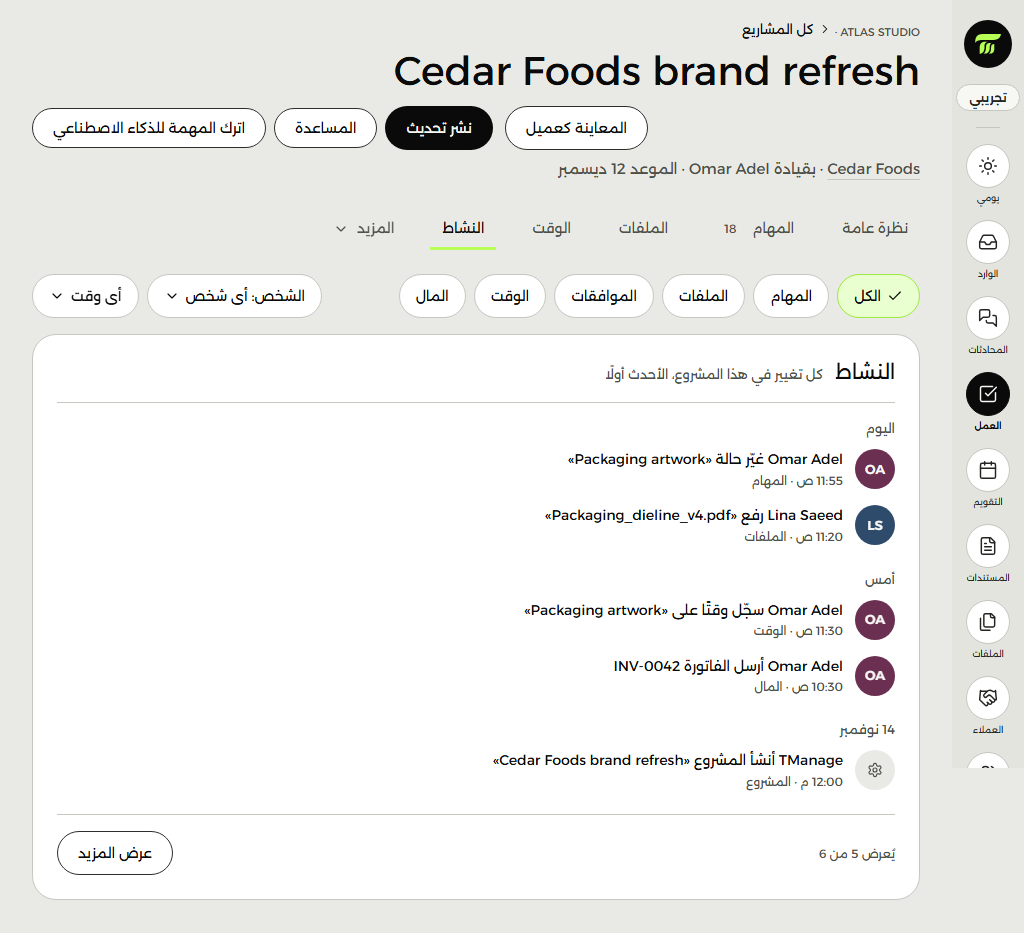 ATLAS STUDIO · كل المشاريع
Cedar Foods brand refresh
المعاينة كعميل
نشر تحديث
المساعدة
اترك المهمة للذكاء الاصطناعي
Cedar Foods · بقيادة Omar Adel · الموعد 12 ديسمبر
نظرة عامة
المهام 18
الملفات
الوقت
النشاط
المزيد
الكل
المهام
الملفات
الموافقات
الوقت
المال
الشخص: أي شخص
أي وقت
النشاط كل تغيير في هذا المشروع، الأحدث أولًا
اليوم
OA
Omar Adel غيّر حالة «Packaging artwork»
11:55 ص · المهام
LS
Lina Saeed رفع «Packaging_dieline_v4.pdf»
11:20 ص · الملفات
أمس
OA
Omar Adel سجّل وقتًا على «Packaging artwork»
11:30 ص · الوقت
OA
Omar Adel أرسل الفاتورة INV-0042
10:30 ص · المال
14 نوفمبر
TManage أنشأ المشروع «Cedar Foods brand refresh»
12:00 م · المشروع
يُعرض 5 من 6
عرض المزيد
تجريبي
يومي
الوارد
المحادثات
العمل
التقويم
المستندات
الملفات
العملاء